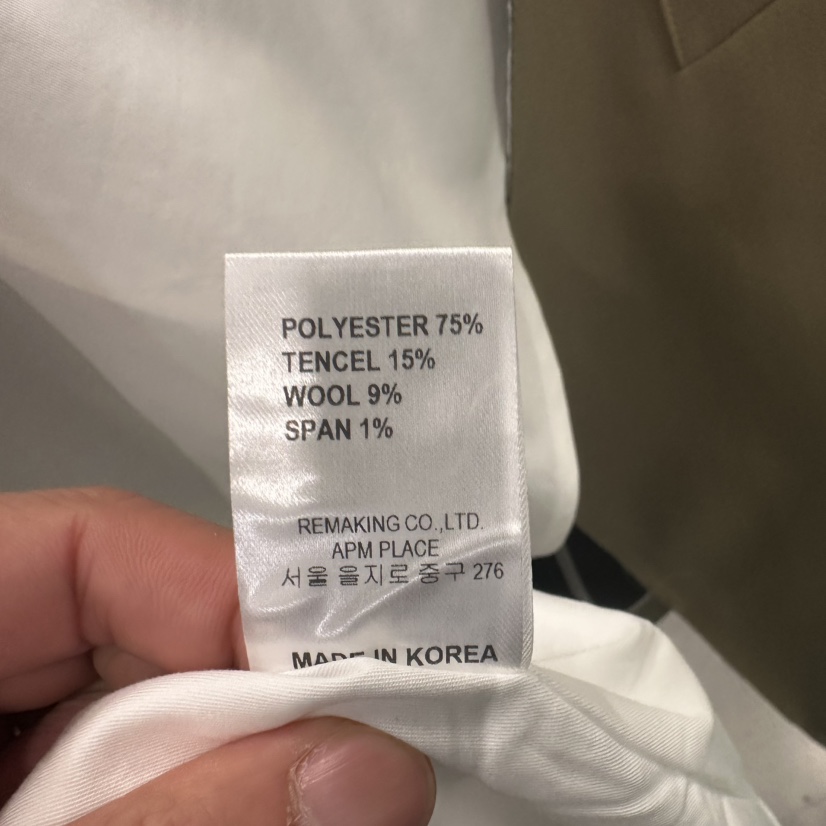 POLYESTER 75%
TENCEL 15%
WOOL 9%
SPAN 1%
REMAKING CO.,LTD.
APM PLACE
서울 을지로 중구 276
MADE IN KOREA